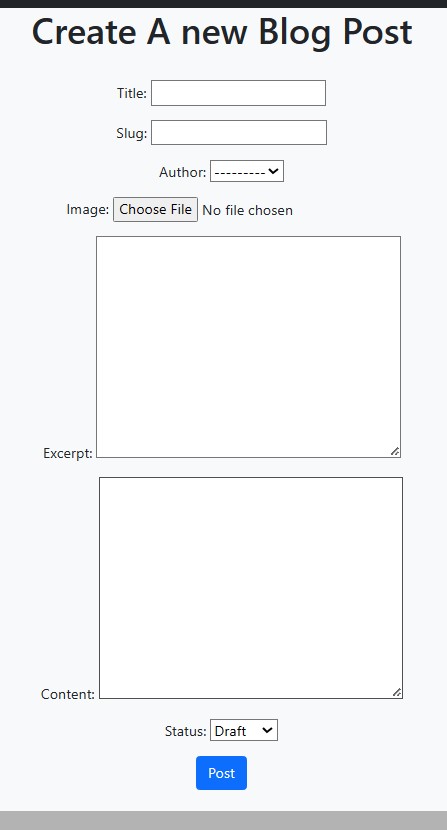 Create A new Blog Post
Title:
Slug:
Author: ---------
Image: Choose File No file chosen
Excerpt:
Content:
Status: Draft
Post